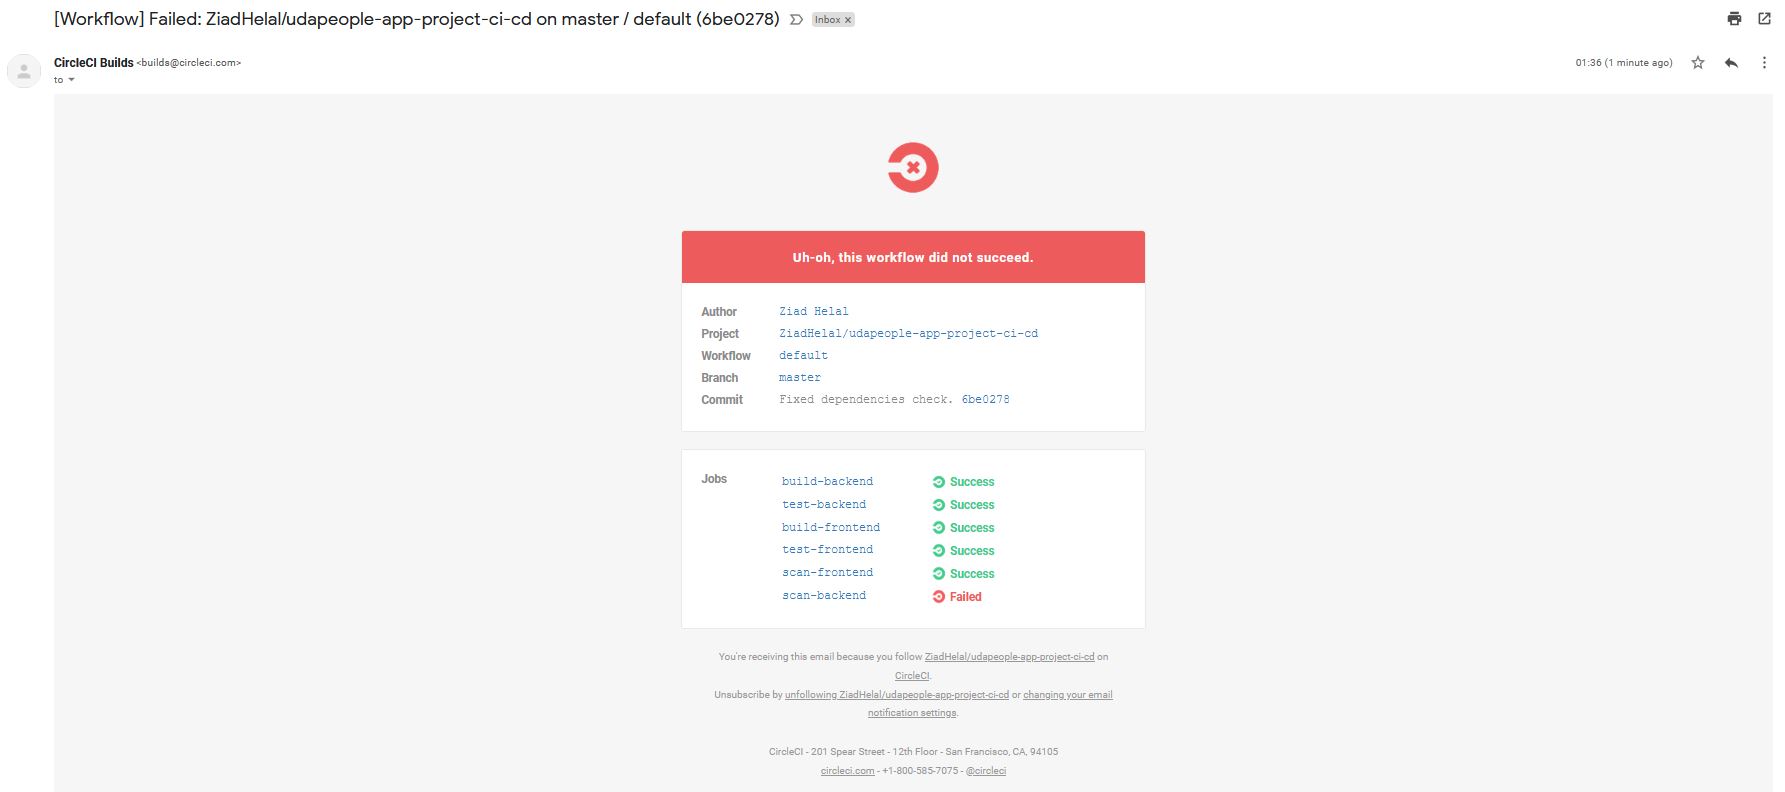 [Workflow] Failed: ZiadHelal/udapeople-app-project-ci-cd on master / default (6be0278) Inbox ×
CircleCI Builds <builds@circleci.com> 01:36 (1 minute ago)
to
Uh-oh, this workflow did not succeed.
Author Ziad Helal
Project ZiadHelal/udapeople-app-project-ci-cd
Workflow default
Branch master
Commit Fixed dependencies check. 6be0278
Jobs build-backend Success
test-backend Success
build-frontend Success
test-frontend Success
scan-frontend Success
scan-backend Failed
You're receiving this email because you follow ZiadHelal/udapeople-app-project-ci-cd on
CircleCI.
Unsubscribe by unfollowing ZiadHelal/udapeople-app-project-ci-cd or changing your email
notification settings.
CircleCI - 201 Spear Street - 12th Floor - San Francisco, CA, 94105
circleci.com - +1-800-585-7075 - @circleci